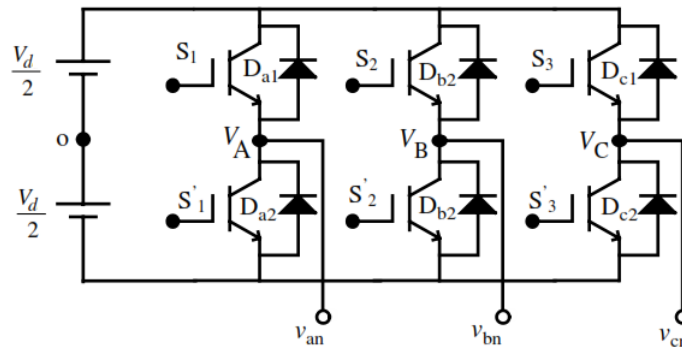 S₁ D_a1 S₂ D_b2 S₃ D_c1
V_d/2
o V_A V_B V_C
V_d/2
S'₁ D_a2 S'₂ D_b2 S'₃ D_c2
v_an v_bn v_cn